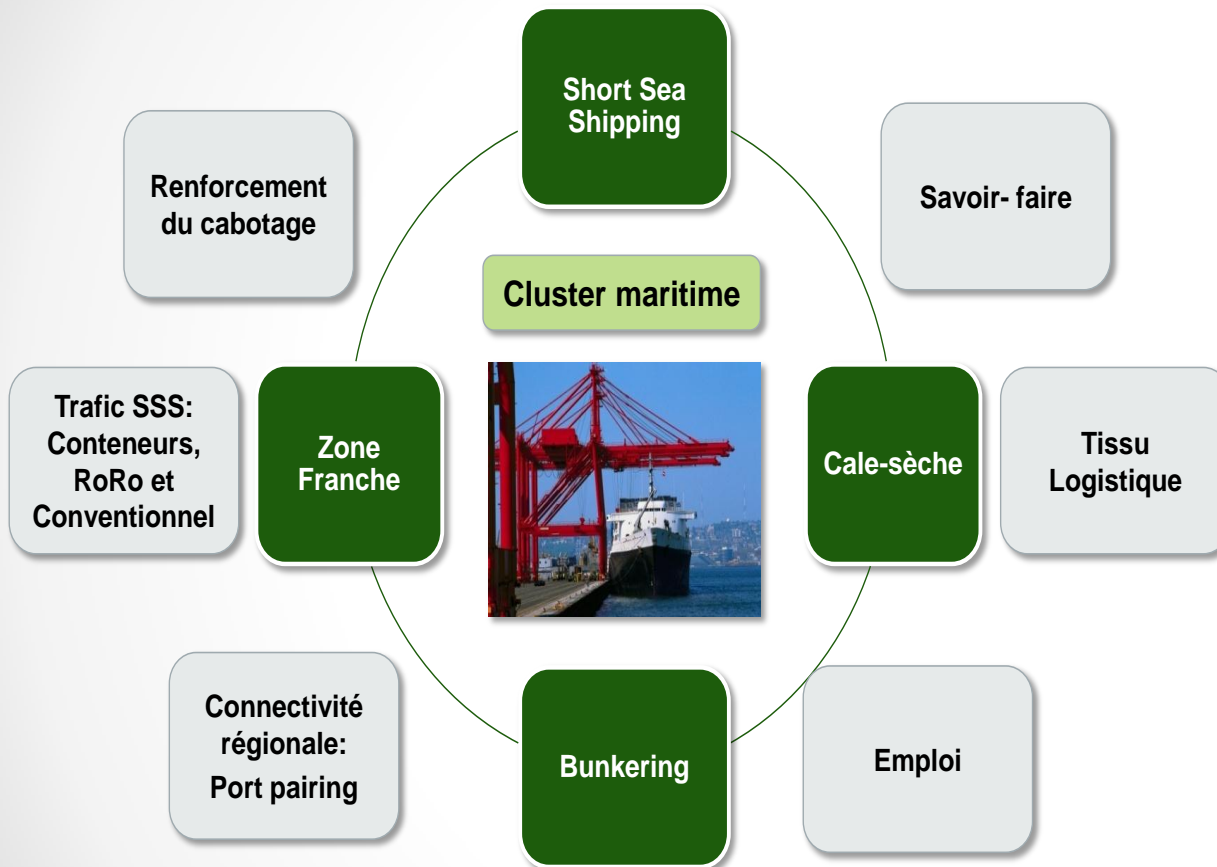 Short Sea
Shipping
Renforcement
du cabotage
Savoir- faire
Cluster maritime
Trafic SSS:
Conteneurs,
RoRo et
Conventionnel
Zone
Franche
Cale-sèche
Tissu
Logistique
Connectivité
régionale:
Port pairing
Bunkering
Emploi